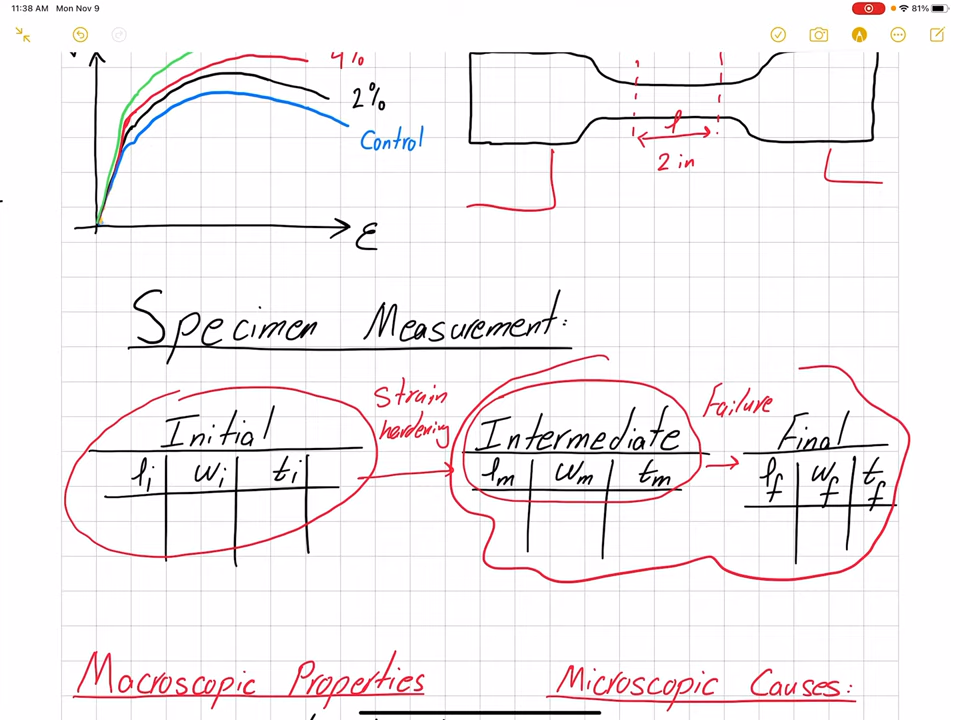 11:38 AM Mon Nov 9
81%
4%
2%
Control
ε
l
2 in
Specimen Measurement:
Strain
hardening
Failure
Initial
Intermediate
Final
li wi ti
lm wm tm
lf wf tf
Macroscopic Properties
Microscopic Causes: